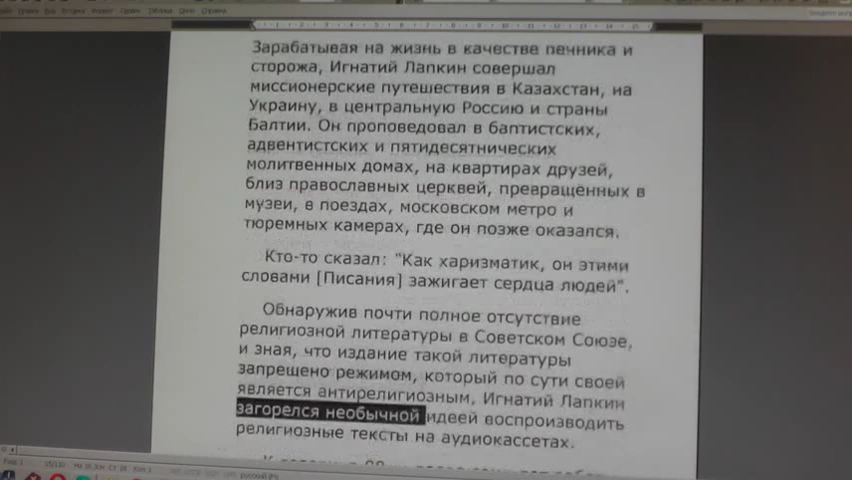 Зарабатывая на жизнь в качестве печника и
сторожа, Игнатий Лапкин совершал
миссионерские путешествия в Казахстан, на
Украину, в центральную Россию и страны
Балтии. Он проповедовал в баптистских,
адвентистских и пятидесятнических
молитвенных домах, на квартирах друзей,
близ православных церквей, превращённых в
музеи, в поездах, московском метро и
тюремных камерах, где он позже оказался.
Кто-то сказал: "Как харизматик, он этими
словами [Писания] зажигает сердца людей".
Обнаружив почти полное отсутствие
религиозной литературы в Советском Союзе,
и зная, что издание такой литературы
запрещено режимом, который по сути своей
является антирелигиозным, Игнатий Лапкин
загорелся необычной идеей воспроизводить
религиозные тексты на аудиокассетах.